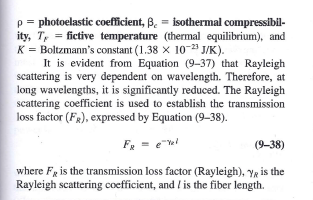 ρ = photoelastic coefficient, βc = isothermal compressibil-
ity, TF = fictive temperature (thermal equilibrium), and
K = Boltzmann's constant (1.38 × 10⁻²³ J/K).
It is evident from Equation (9–37) that Rayleigh
scattering is very dependent on wavelength. Therefore, at
long wavelengths, it is significantly reduced. The Rayleigh
scattering coefficient is used to establish the transmission
loss factor (FR), expressed by Equation (9–38).
FR = e^(−γR l) (9–38)
where FR is the transmission loss factor (Rayleigh), γR is the
Rayleigh scattering coefficient, and l is the fiber length.